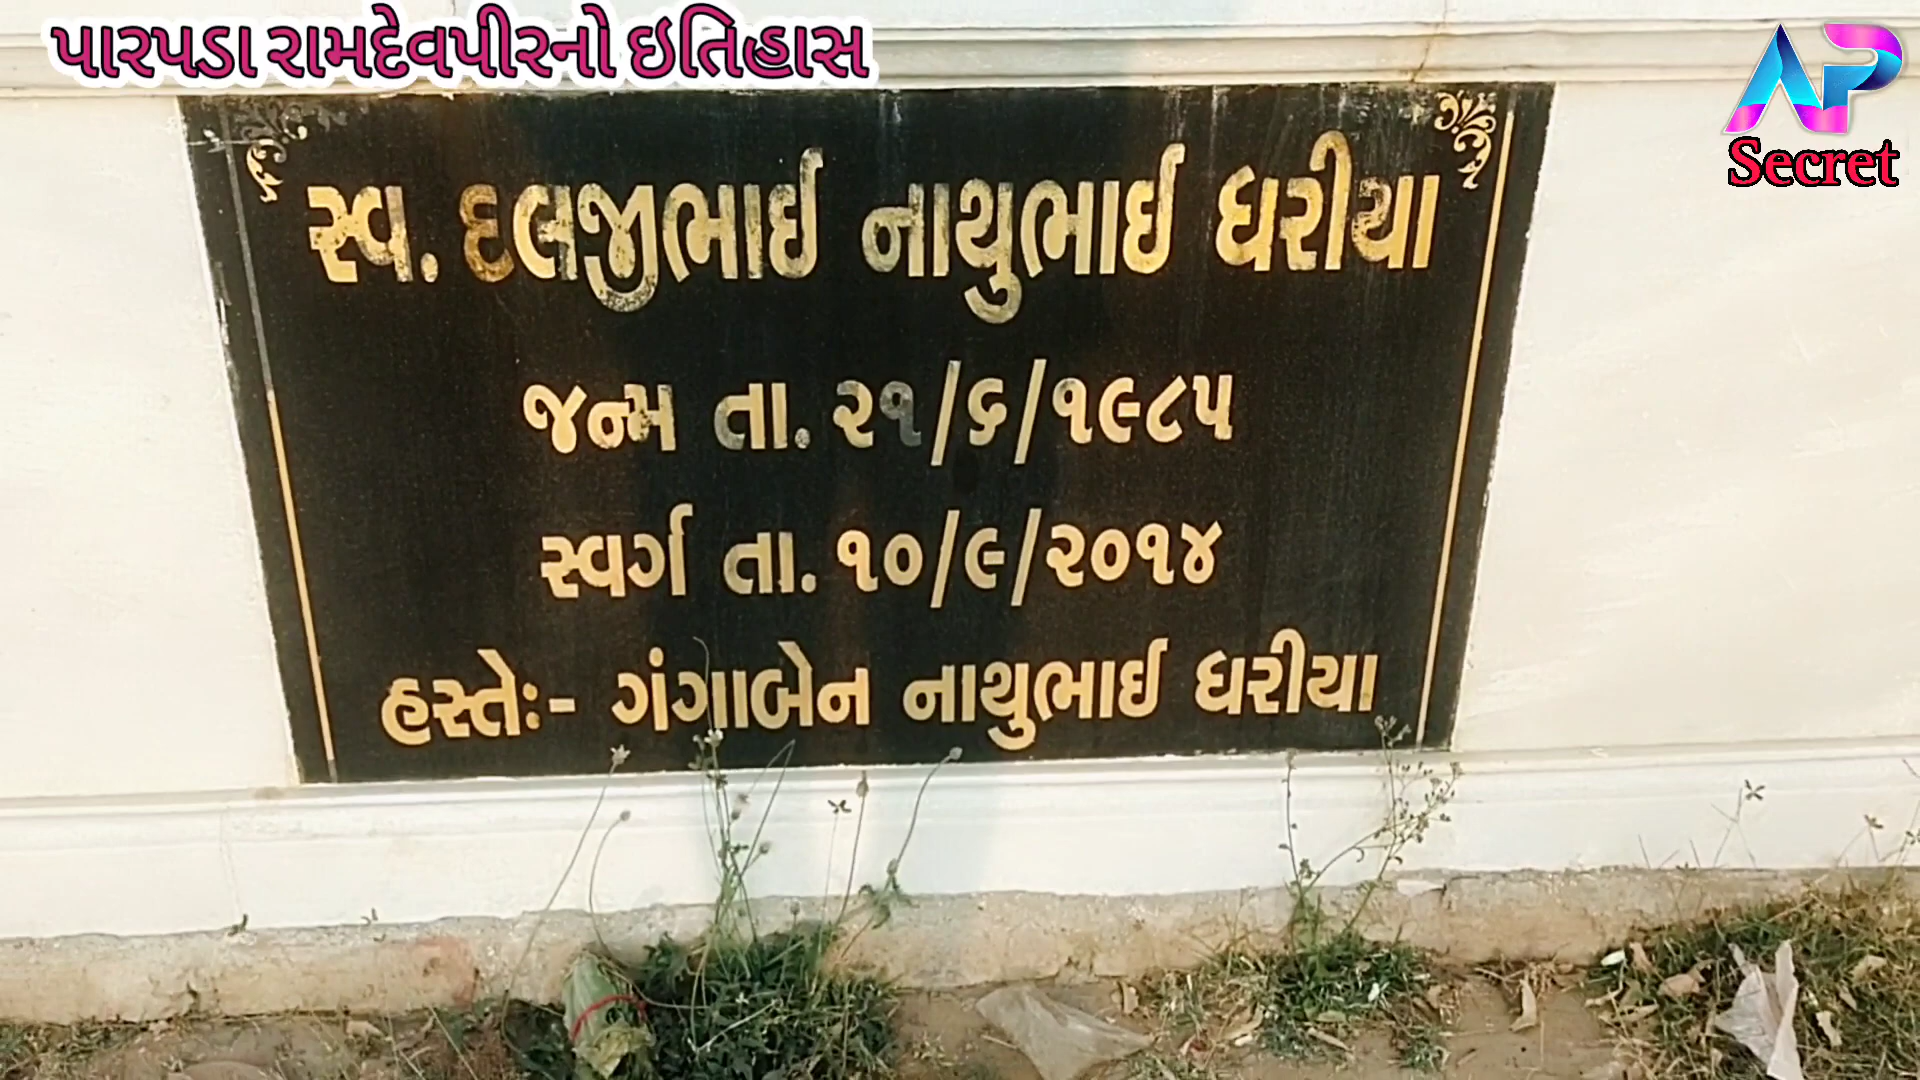 પારપડા રામદેવપીરનો ઇતિહાસ
AP
Secret
સ્વ. દલજીભાઈ નાથુભાઈ ધરીયા
જન્મ તા. ૨૧/૬/૧૯૮૫
સ્વર્ગ તા. ૧૦/૯/૨૦૧૪
હસ્તેઃ- ગંગાબેન નાથુભાઈ ધરીયા